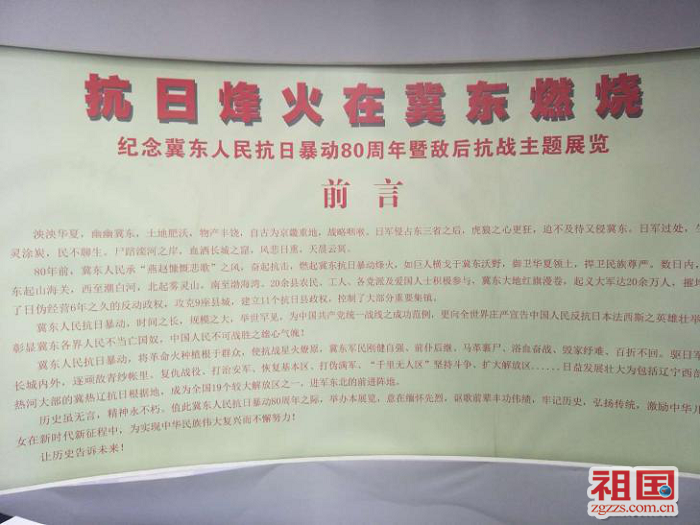 抗日烽火在冀东燃烧
纪念冀东人民抗日暴动80周年暨敌后抗战主题展览
前言
泱泱华夏，幽幽冀东，土地肥沃，物产丰饶，自古为京畿重地，战略咽喉。日军侵占东三省之后，虎狼之心更狂，迫不及待又侵冀东。日军过处，生
灵涂炭，民不聊生。尸蹈滦河之岸，血洒长城之窟，风悲日熏，天昏云冥。
80年前，冀东人民承“燕赵慷慨悲歌”之风，奋起抗击，燃起冀东抗日暴动烽火，如巨人横戈于冀东沃野，御卫华夏领土，捍卫民族尊严，数日内，
东起山海关，西至潮白河，南至渤海湾，北起雾灵山，20余县农民、工人、各党派及爱国人士积极参与，冀东大地红旗漫卷，起义大军达20余万人，摧
了日伪经营6年之久的反动政权，攻克9座县城，建立11个抗日县政权，控制了大部分重要集镇。
冀东人民抗日暴动，时间之长，规模之大，举世罕见，为中国共产党统一战线之成功范例，更向全世界庄严宣告中国人民反抗日本法西斯之英雄壮举
彰显冀东各界人民不当亡国奴，中国人民不可战胜之雄心气魄！
冀东人民抗日暴动，将革命火种植根于群众，使抗战星火燎原，冀东军民刚健自强、前仆后继、马革裹尸、浴血奋战、毁家纾难、百折不回。驱日军
长城内外，逐顽敌青纱帐里。复仇战役、打治安军、恢复基本区、打伪满军、“千里无人区”坚持斗争、扩大解放区……日益发展壮大为包括辽宁西部
热河大部的冀热辽抗日根据地，成为全国19个较大解放区之一，进军东北的前进阵地。
历史虽无言，精神永不朽。值此冀东人民抗日暴动80周年之际，举办本展览，意在缅怀先烈，讴歌前辈丰功伟绩，牢记历史，弘扬传统，激励中华儿
女在新时代新征程中，为实现中华民族伟大复兴而不懈努力！
让历史告诉未来！
祖国
zgzzs.com.cn